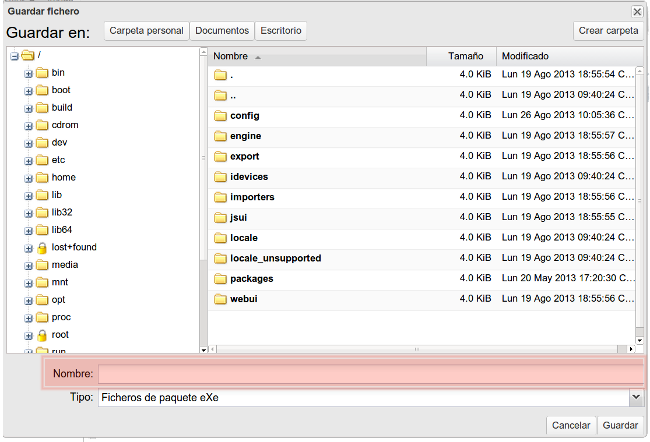 Guardar fichero
Guardar en: Carpeta personal Documentos Escritorio Crear carpeta
Nombre Tamaño Modificado
/
bin
boot
build
cdrom
dev
etc
home
lib
lib32
lib64
lost+found
media
mnt
opt
proc
root
run
. 4.0 KiB Lun 19 Ago 2013 18:55:54 C...
.. 4.0 KiB Lun 19 Ago 2013 09:40:24 C...
config 4.0 KiB Lun 26 Ago 2013 10:05:36 C...
engine 4.0 KiB Lun 19 Ago 2013 18:55:57 C...
export 4.0 KiB Lun 19 Ago 2013 18:55:56 C...
idevices 4.0 KiB Lun 19 Ago 2013 09:40:24 C...
importers 4.0 KiB Lun 19 Ago 2013 18:55:56 C...
jsui 4.0 KiB Lun 19 Ago 2013 18:55:55 C...
locale 4.0 KiB Lun 19 Ago 2013 09:40:24 C...
locale_unsupported 4.0 KiB Lun 19 Ago 2013 09:40:24 C...
packages 4.0 KiB Lun 20 May 2013 17:20:30 C...
webui 4.0 KiB Lun 19 Ago 2013 18:55:56 C...
Nombre:
Tipo: Ficheros de paquete eXe
Cancelar Guardar